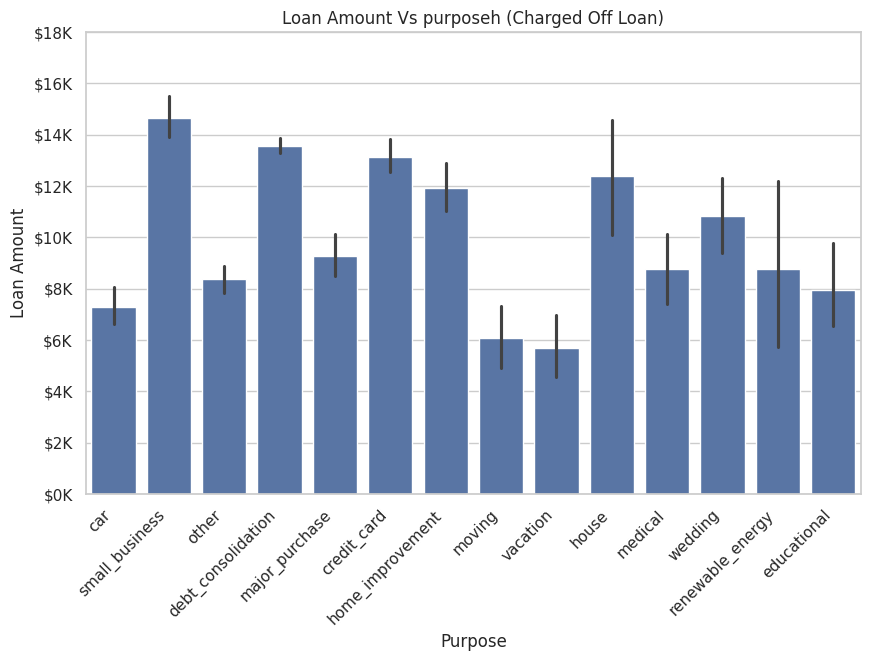 Loan Amount Vs purposeh (Charged Off Loan)
$18K
$16K
$14K
$12K
$10K
$8K
$6K
$4K
$2K
$0K
Loan Amount
car
small_business
other
debt_consolidation
major_purchase
credit_card
home_improvement
moving
vacation
house
medical
wedding
renewable_energy
educational
Purpose